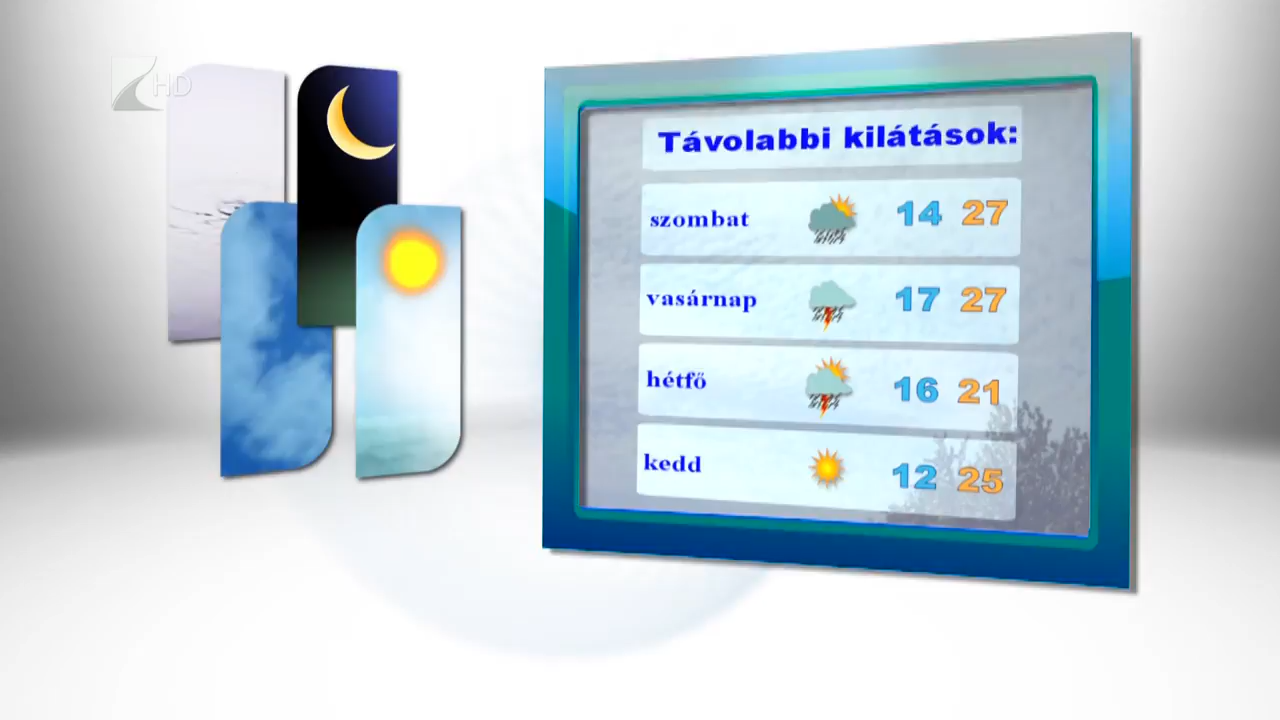 HD
Távolabbi kilátások:
szombat 14 27
vasárnap 17 27
hétfő 16 21
kedd 12 25